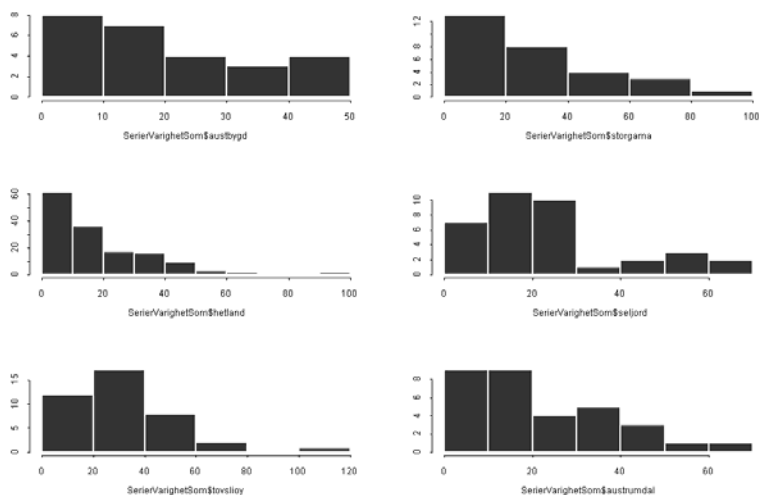 8
6
4
2
0
0 10 20 30 40 50
SerierVarighetSom$austbygd
12
8
4
2
0
0 20 40 60 80 100
SerierVarighetSom$storgama
60
40
20
0
0 20 40 60 80 100
SerierVarighetSom$hetland
10
8
6
4
2
0
0 20 40 60
SerierVarighetSom$seljord
15
10
5
0
0 20 40 60 80 100 120
8
6
4
2
0
0 10 20 30 40 50 60
SerierVarighetSom$austrumdal